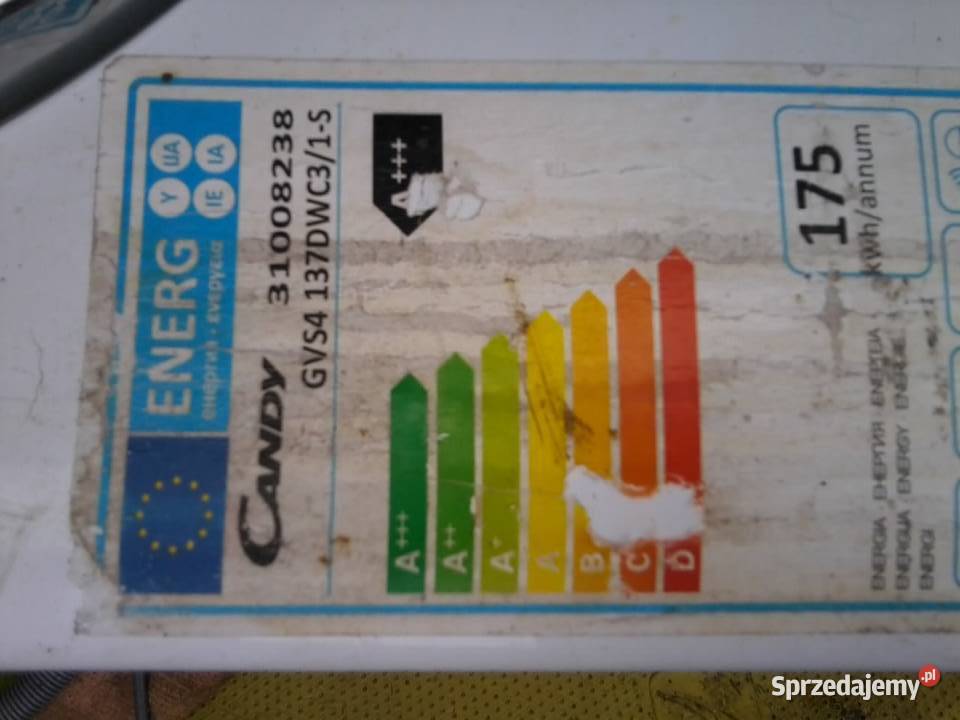 ENERG Y UA
енергия · ενεργεια IE IA
CANDY 31008238
GVS4 137DWC3/1-S
A+++
A+++
A++
A+
A
B
C
D
175
kWh/annum
ENERGIA · ЕНЕРГИЯ · ΕΝΕΡΓΕΙΑ
ENERGIJA · ENERGY · ENERGIE
ENERGI
Sprzedajemy.pl